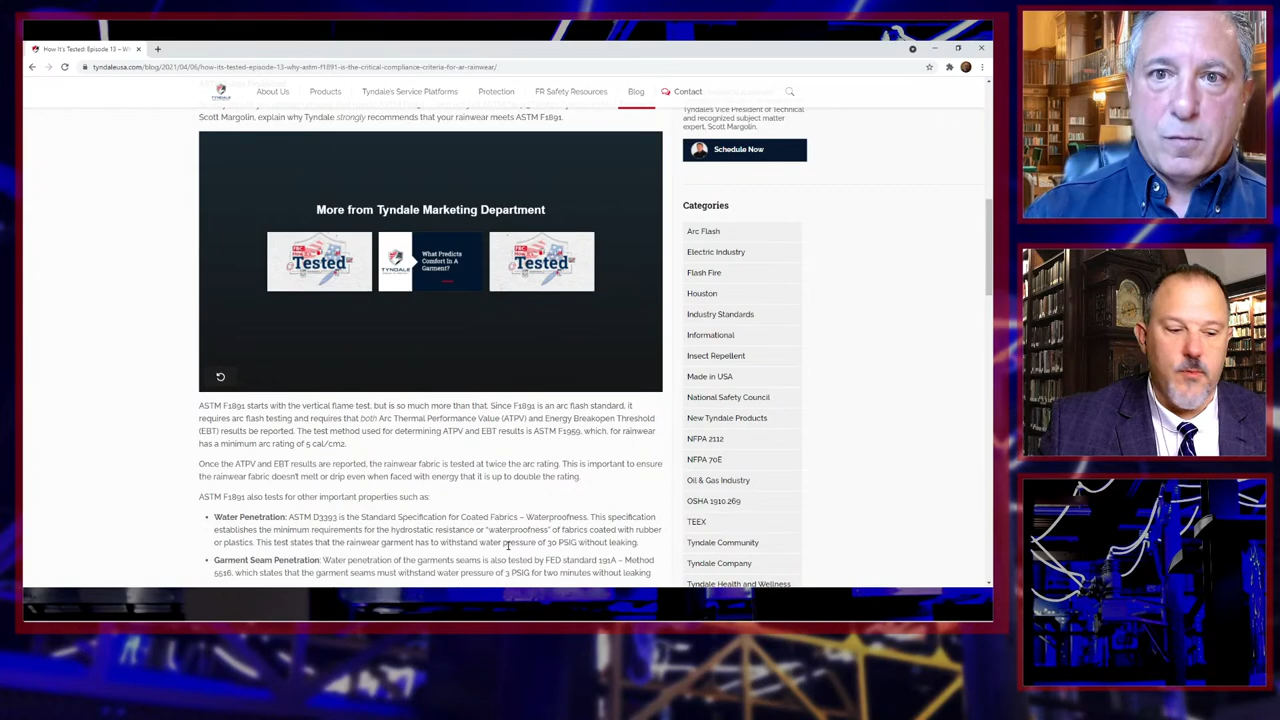 How It's Tested: Episode 13 – Wh
tyndaleusa.com/blog/2021/04/06/how-its-tested-episode-13-why-astm-f1891-is-the-critical-compliance-criteria-for-ar-rainwear/
About Us
Products
Tyndale's Service Platforms
Protection
FR Safety Resources
Blog
Contact
Scott Margolin, explain why Tyndale strongly recommends that your rainwear meets ASTM F1891.
More from Tyndale Marketing Department
FRC
How It's
Tested
TYNDALE
What Predicts
Comfort In A
Garment?
FRC
How It's
Tested
ASTM F1891 starts with the vertical flame test, but is so much more than that. Since F1891 is an arc flash standard, it
requires arc flash testing and requires that both Arc Thermal Performance Value (ATPV) and Energy Breakopen Threshold
(EBT) results be reported. The test method used for determining ATPV and EBT results is ASTM F1959, which, for rainwear
has a minimum arc rating of 5 cal/cm2.
Once the ATPV and EBT results are reported, the rainwear fabric is tested at twice the arc rating. This is important to ensure
the rainwear fabric doesn't melt or drip even when faced with energy that it is up to double the rating.
ASTM F1891 also tests for other important properties such as:
• Water Penetration: ASTM D3393 is the Standard Specification for Coated Fabrics – Waterproofness. This specification
establishes the minimum requirements for the hydrostatic resistance or "waterproofness" of fabrics coated with rubber
or plastics. This test states that the rainwear garment has to withstand water pressure of 30 PSIG without leaking.
• Garment Seam Penetration: Water penetration of the garments seams is also tested by FED standard 191A – Method
5516, which states that the garment seams must withstand water pressure of 3 PSIG for two minutes without leaking
Tyndale's Vice President of Technical
and recognized subject matter
expert, Scott Margolin.
Schedule Now
Categories
Arc Flash
Electric Industry
Flash Fire
Houston
Industry Standards
Informational
Insect Repellent
Made in USA
National Safety Council
New Tyndale Products
NFPA 2112
NFPA 70E
Oil & Gas Industry
OSHA 1910.269
TEEX
Tyndale Community
Tyndale Company
Tyndale Health and Wellness